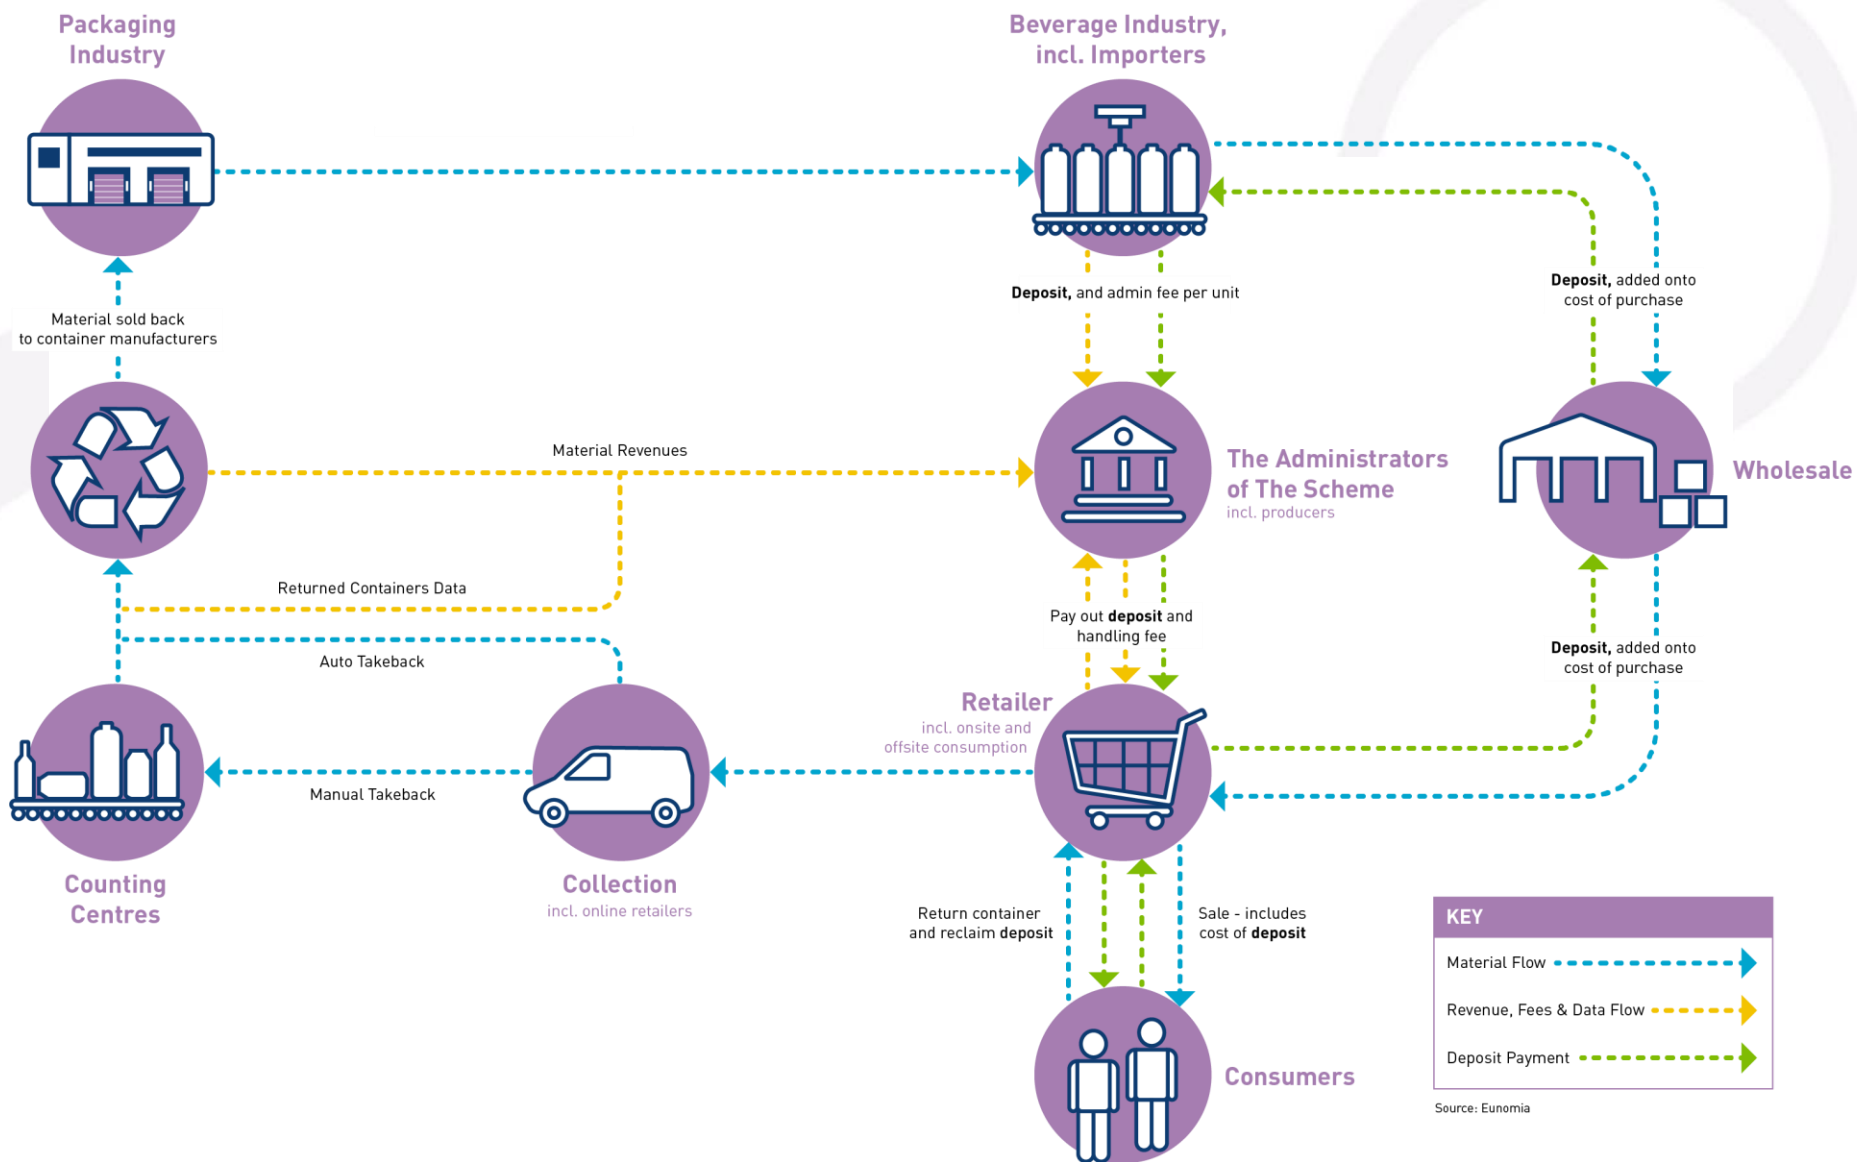 Packaging
Industry
Beverage Industry,
incl. Importers
Deposit, and admin fee per unit
Deposit, added onto
cost of purchase
Material sold back
to container manufacturers
Material Revenues
The Administrators
of The Scheme
incl. producers
Wholesale
Returned Containers Data
Auto Takeback
Pay out deposit and
handling fee
Deposit, added onto
cost of purchase
Retailer
incl. onsite and
offsite consumption
Manual Takeback
Counting
Centres
Collection
incl. online retailers
Return container
and reclaim deposit
Sale - includes
cost of deposit
Consumers
KEY
Material Flow
Revenue, Fees & Data Flow
Deposit Payment
Source: Eunomia